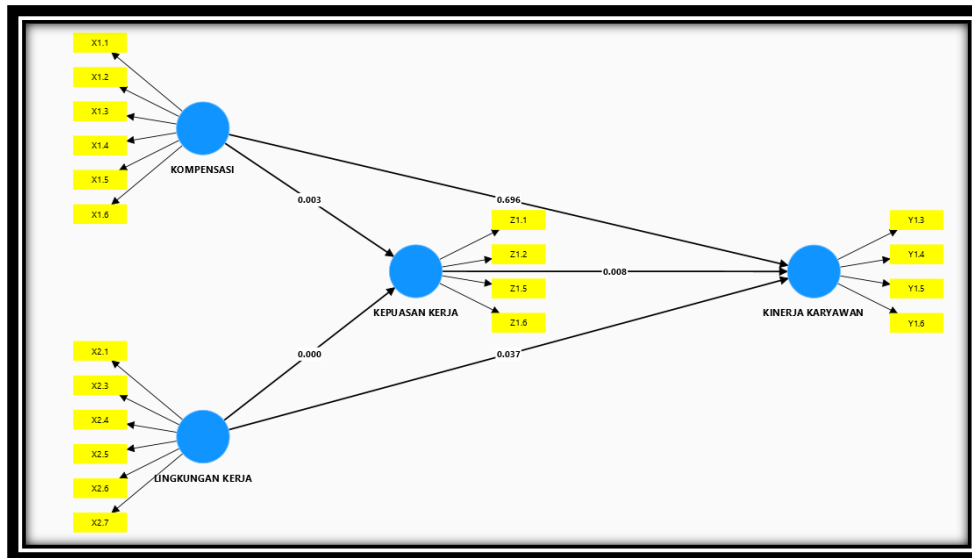 X1.1
X1.2
X1.3
X1.4
X1.5
X1.6
KOMPENSASI
0.003
0.696
Z1.1
Z1.2
Z1.5
Z1.6
KEPUASAN KERJA
0.008
Y1.3
Y1.4
Y1.5
Y1.6
KINERJA KARYAWAN
0.000
0.037
X2.1
X2.3
X2.4
X2.5
X2.6
X2.7
LINGKUNGAN KERJA